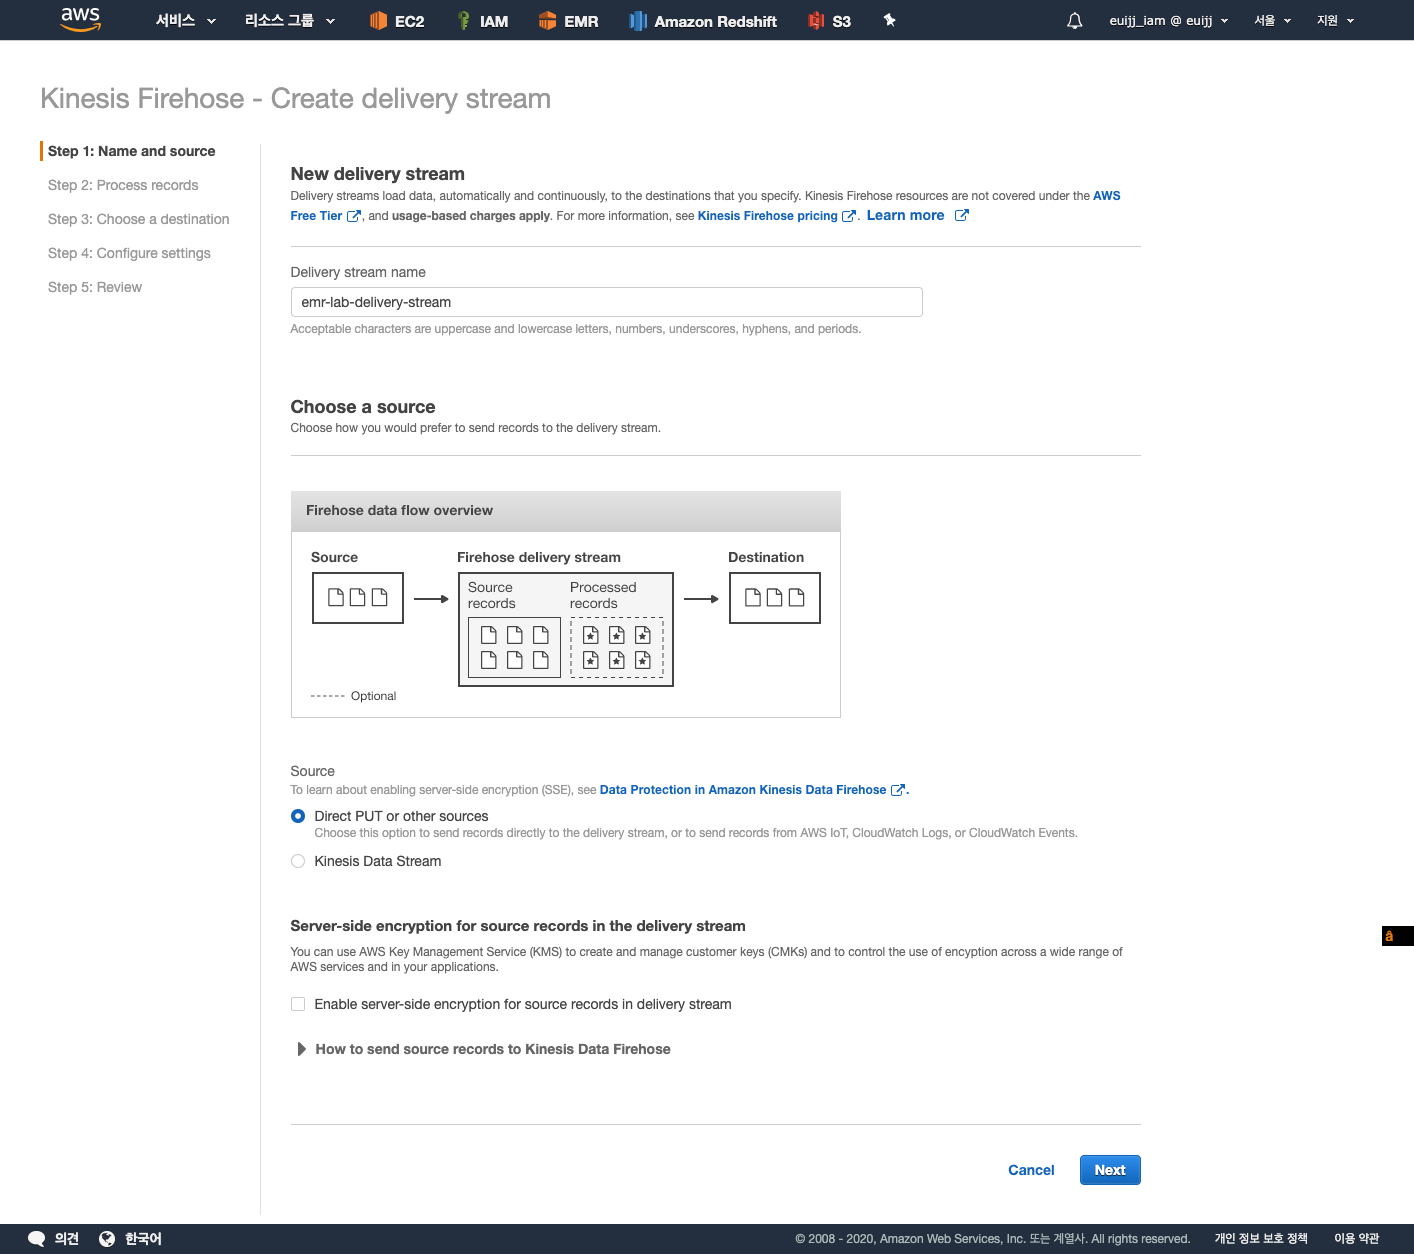 aws 서비스 리소스 그룹 EC2 IAM EMR Amazon Redshift S3 euijj_iam @ euijj 서울 지원
Kinesis Firehose - Create delivery stream
Step 1: Name and source
Step 2: Process records
Step 3: Choose a destination
Step 4: Configure settings
Step 5: Review
New delivery stream
Delivery streams load data, automatically and continuously, to the destinations that you specify. Kinesis Firehose resources are not covered under the AWS
Free Tier, and usage-based charges apply. For more information, see Kinesis Firehose pricing. Learn more
Delivery stream name
emr-lab-delivery-stream
Acceptable characters are uppercase and lowercase letters, numbers, underscores, hyphens, and periods.
Choose a source
Choose how you would prefer to send records to the delivery stream.
Firehose data flow overview
Source Firehose delivery stream Destination
Source Processed
records records
Optional
Source
To learn about enabling server-side encryption (SSE), see Data Protection in Amazon Kinesis Data Firehose.
Direct PUT or other sources
Choose this option to send records directly to the delivery stream, or to send records from AWS IoT, CloudWatch Logs, or CloudWatch Events.
Kinesis Data Stream
Server-side encryption for source records in the delivery stream
â
You can use AWS Key Management Service (KMS) to create and manage customer keys (CMKs) and to control the use of encyption across a wide range of
AWS services and in your applications.
Enable server-side encryption for source records in delivery stream
How to send source records to Kinesis Data Firehose
Cancel Next
의견 한국어 © 2008 - 2020, Amazon Web Services, Inc. 또는 계열사. All rights reserved. 개인 정보 보호 정책 이용 약관